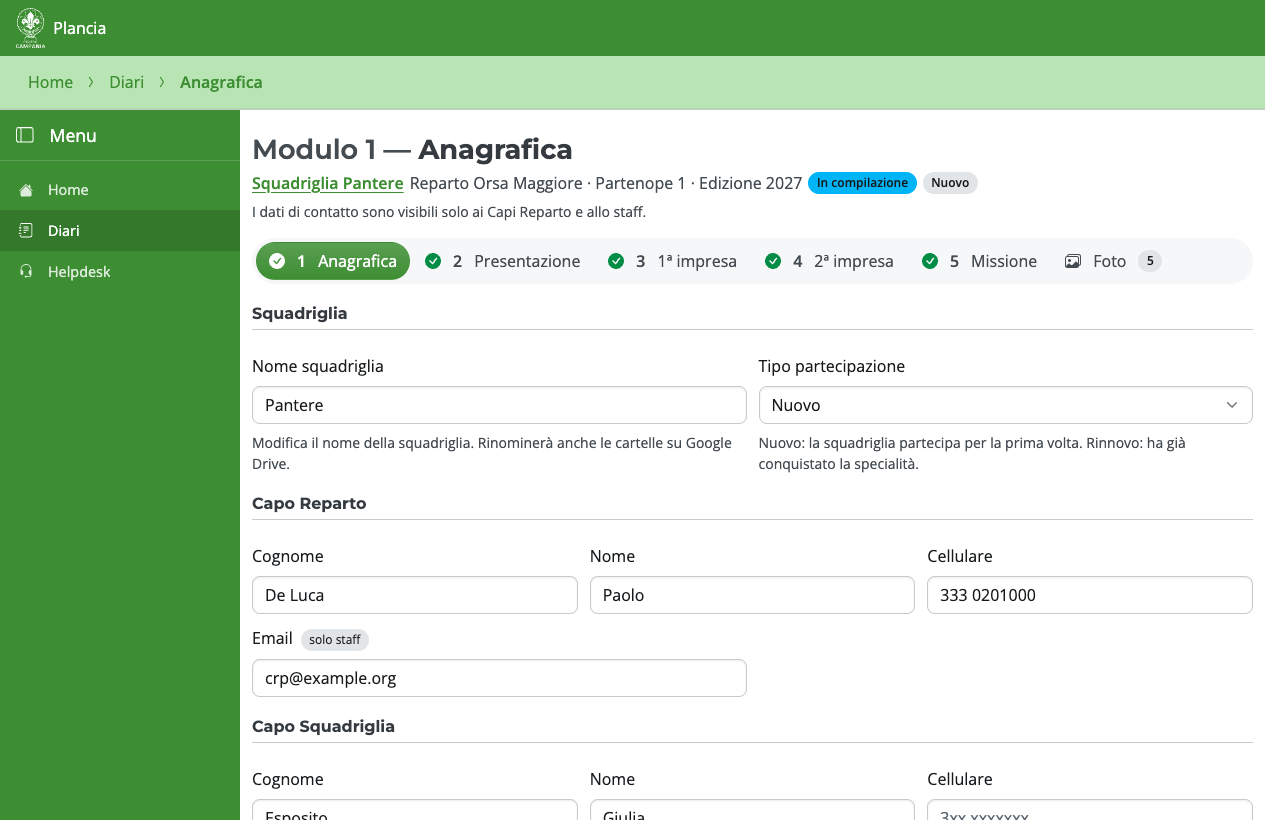 CAMPANIA
Plancia
Home › Diari › Anagrafica
Menu
Home
Diari
Helpdesk
Modulo 1 — Anagrafica
Squadriglia Pantere Reparto Orsa Maggiore · Partenope 1 · Edizione 2027 In compilazione Nuovo
I dati di contatto sono visibili solo ai Capi Reparto e allo staff.
1 Anagrafica 2 Presentazione 3 1ª impresa 4 2ª impresa 5 Missione Foto 5
Squadriglia
Nome squadriglia
Pantere
Modifica il nome della squadriglia. Rinominerà anche le cartelle su Google
Drive.
Tipo partecipazione
Nuovo
Nuovo: la squadriglia partecipa per la prima volta. Rinnovo: ha già
conquistato la specialità.
Capo Reparto
Cognome Nome Cellulare
De Luca Paolo 333 0201000
Email solo staff
crp@example.org
Capo Squadriglia
Cognome Nome Cellulare
Esposito Giulia 3xx xxxxxxx